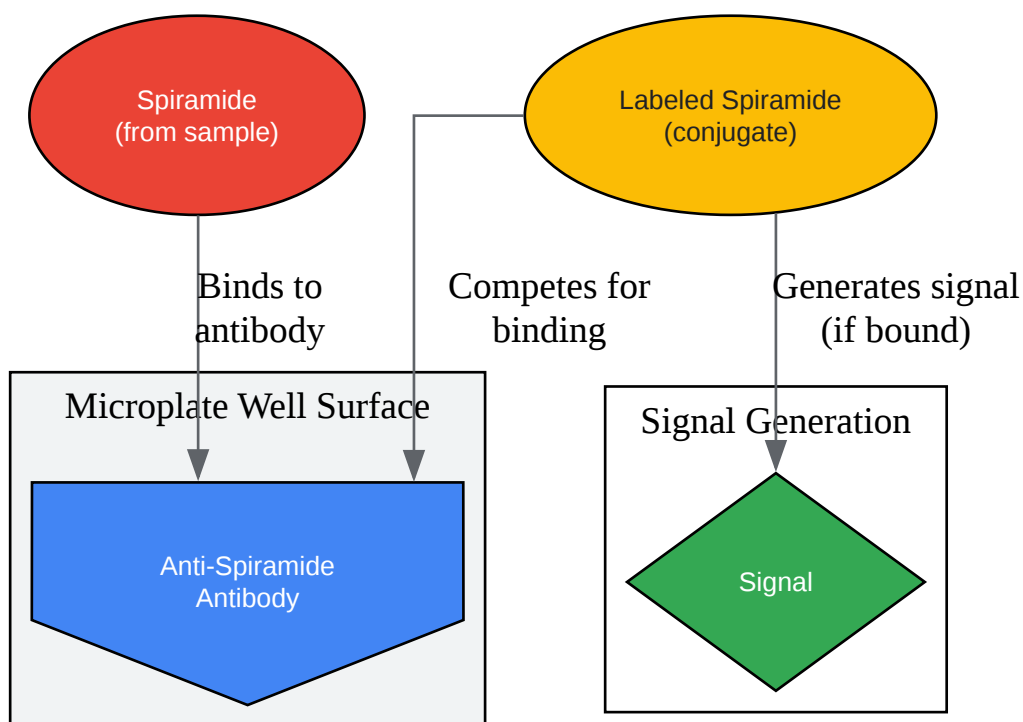 Spiramide
(from sample)
Labeled Spiramide
(conjugate)
Binds to
antibody
Competes for
binding
Generates signal
(if bound)
Microplate Well Surface
Signal Generation
Anti-Spiramide
Antibody
Signal